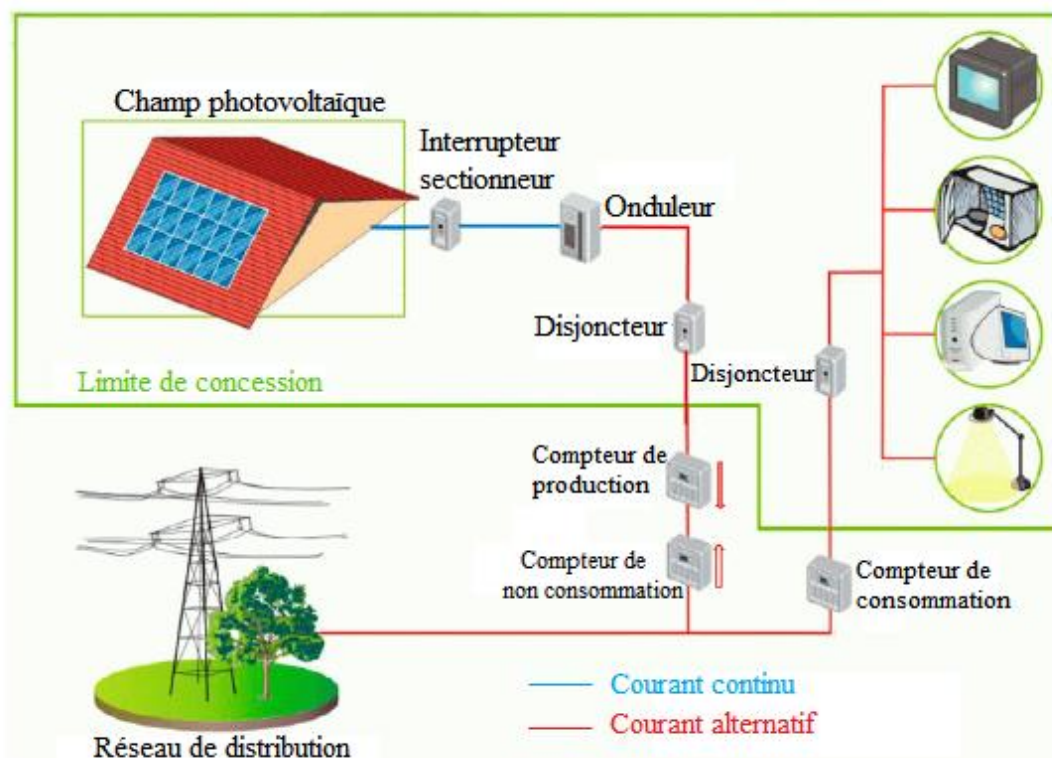 Champ photovoltaïque
Interrupteur
sectionneur
Onduleur
Disjoncteur
Disjoncteur
Limite de concession
Compteur de
production
Compteur de
non consommation
Compteur de
consommation
Courant continu
Courant alternatif
Réseau de distribution